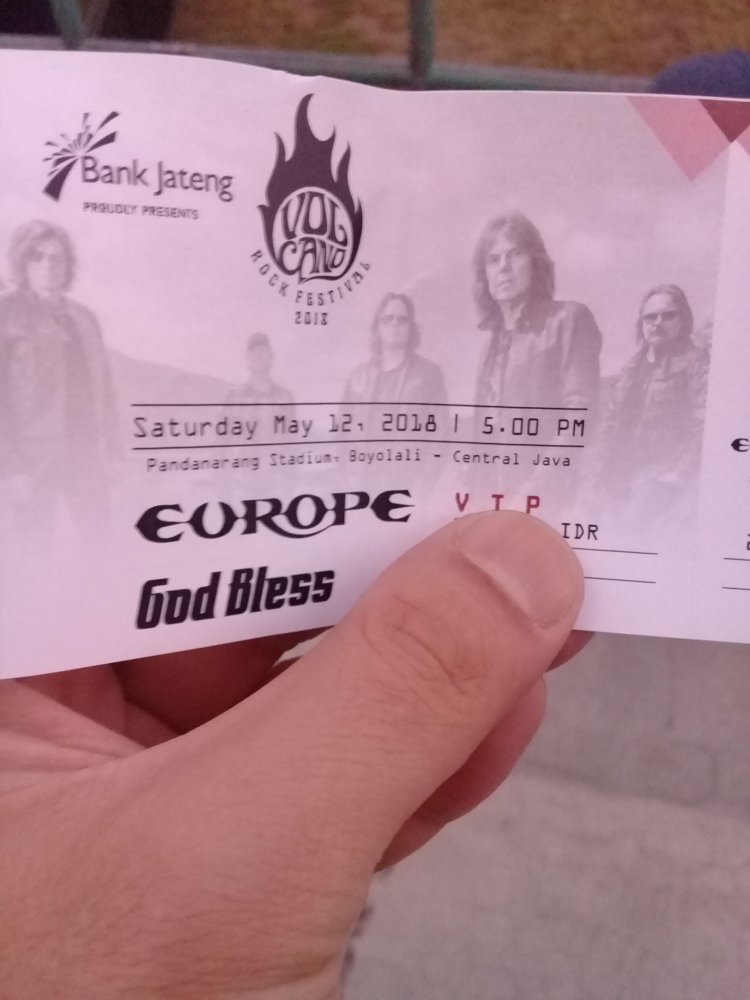 Bank Jateng
PROUDLY PRESENTS
VOL
CANO
ROCK FESTIVAL
2018
Saturday May 12, 2018 | 5.00 PM
Pandanarang Stadium, Boyolali - Central Java
EUROPE
VIP
IDR
God Bless